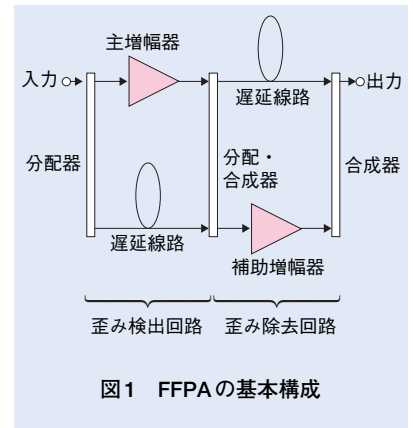 主増幅器
入力
出力
遅延線路
分配器
分配・
合成器
合成器
遅延線路
補助増幅器
歪み検出回路
歪み除去回路
図1 FFPAの基本構成